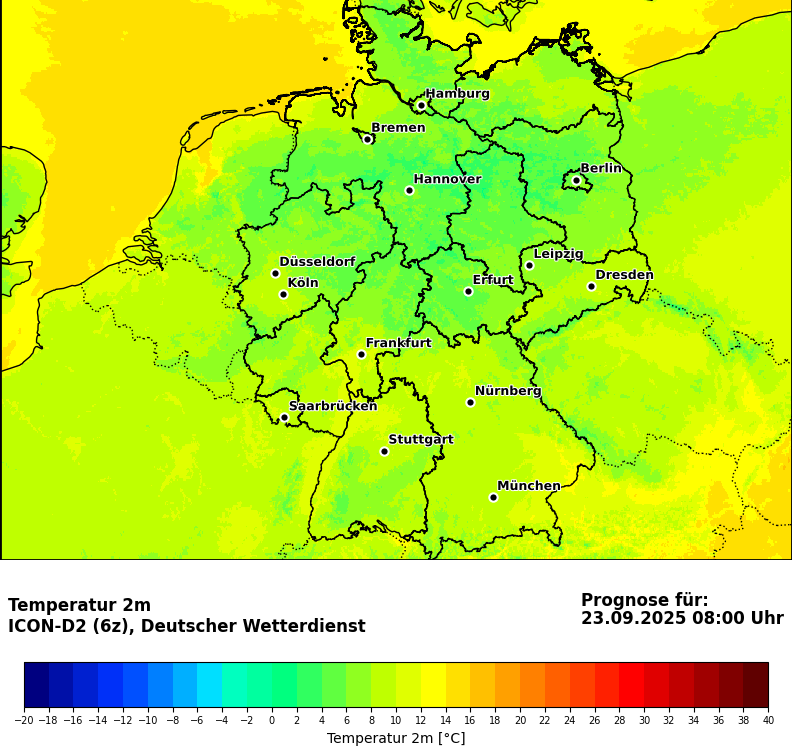 Hamburg
Bremen
Berlin
Hannover
Düsseldorf
Leipzig
Köln
Erfurt
Dresden
Frankfurt
Nürnberg
Saarbrücken
Stuttgart
München
Temperatur 2m
ICON-D2 (6z), Deutscher Wetterdienst
Prognose für:
23.09.2025 08:00 Uhr
−20 −18 −16 −14 −12 −10 −8 −6 −4 −2 0 2 4 6 8 10 12 14 16 18 20 22 24 26 28 30 32 34 36 38 40
Temperatur 2m [°C]